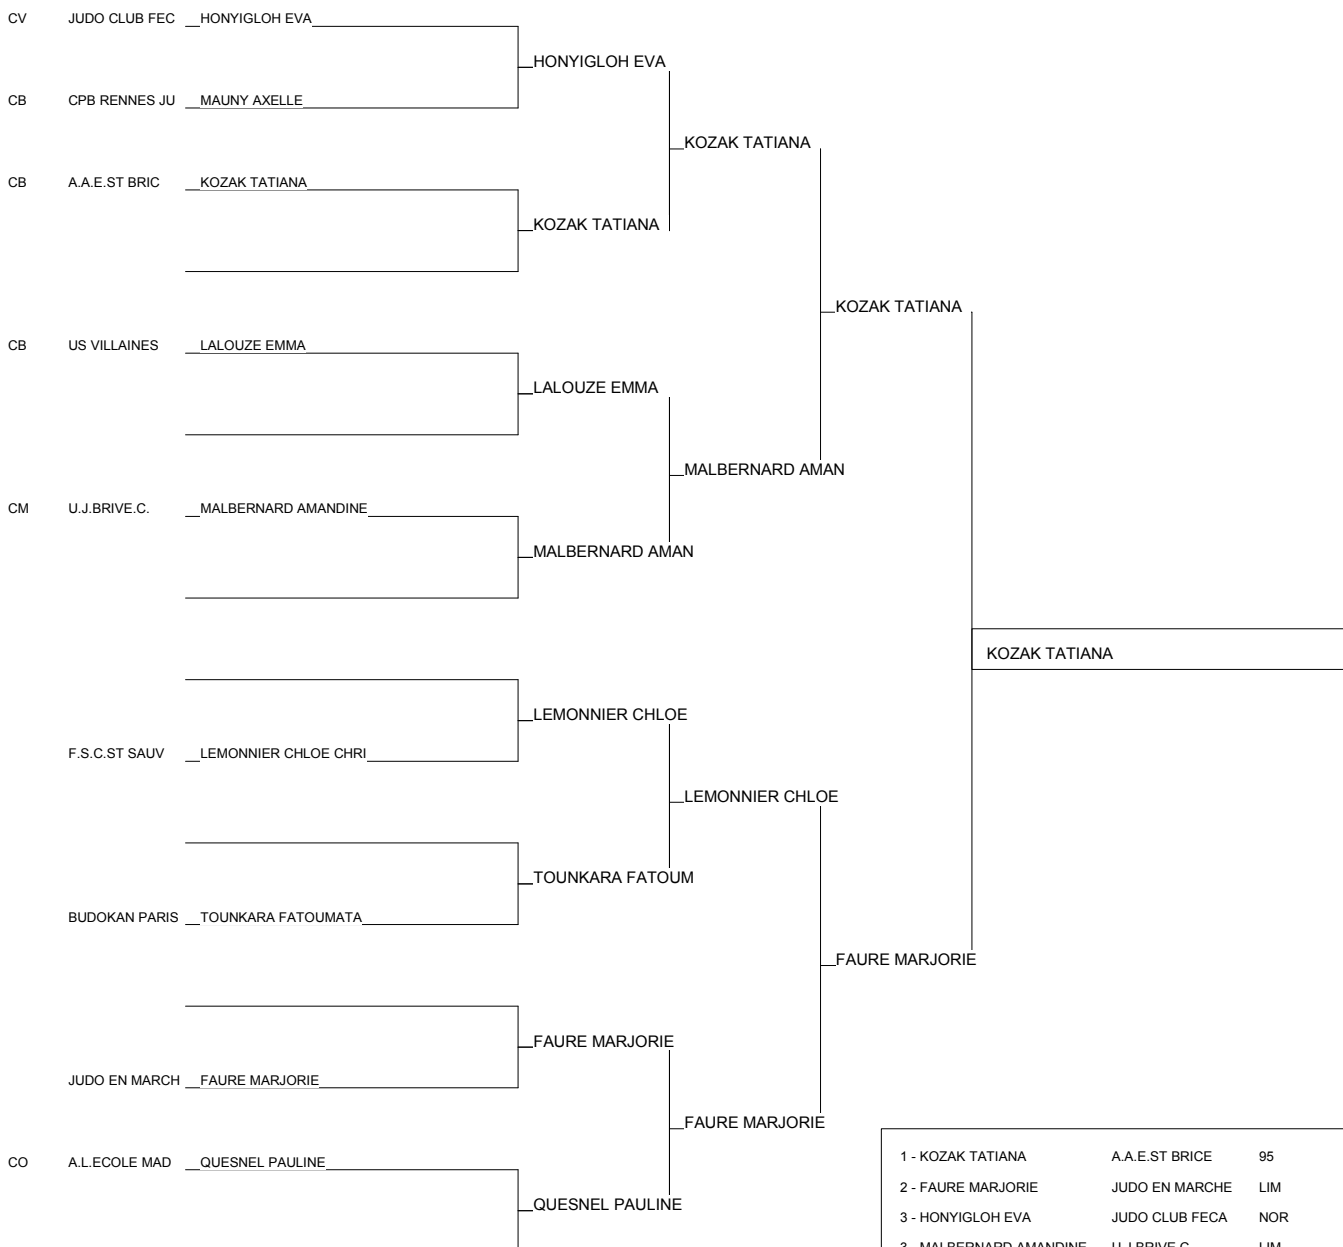 CV JUDO CLUB FEC HONYIGLOH EVA
HONYIGLOH EVA
CB CPB RENNES JU MAUNY AXELLE
KOZAK TATIANA
CB A.A.E.ST BRIC KOZAK TATIANA
KOZAK TATIANA
KOZAK TATIANA
CB US VILLAINES LALOUZE EMMA
LALOUZE EMMA
MALBERNARD AMAN
CM U.J.BRIVE.C. MALBERNARD AMANDINE
MALBERNARD AMAN
KOZAK TATIANA
LEMONNIER CHLOE
F.S.C.ST SAUV LEMONNIER CHLOE CHRI
LEMONNIER CHLOE
TOUNKARA FATOUM
BUDOKAN PARIS TOUNKARA FATOUMATA
FAURE MARJORIE
FAURE MARJORIE
JUDO EN MARCH FAURE MARJORIE
FAURE MARJORIE
CO A.L.ECOLE MAD QUESNEL PAULINE
QUESNEL PAULINE
1 - KOZAK TATIANA A.A.E.ST BRICE 95
2 - FAURE MARJORIE JUDO EN MARCHE LIM
3 - HONYIGLOH EVA JUDO CLUB FECA NOR
3 - MALBERNARD AMANDINE U.J.BRIVE.C. LIM